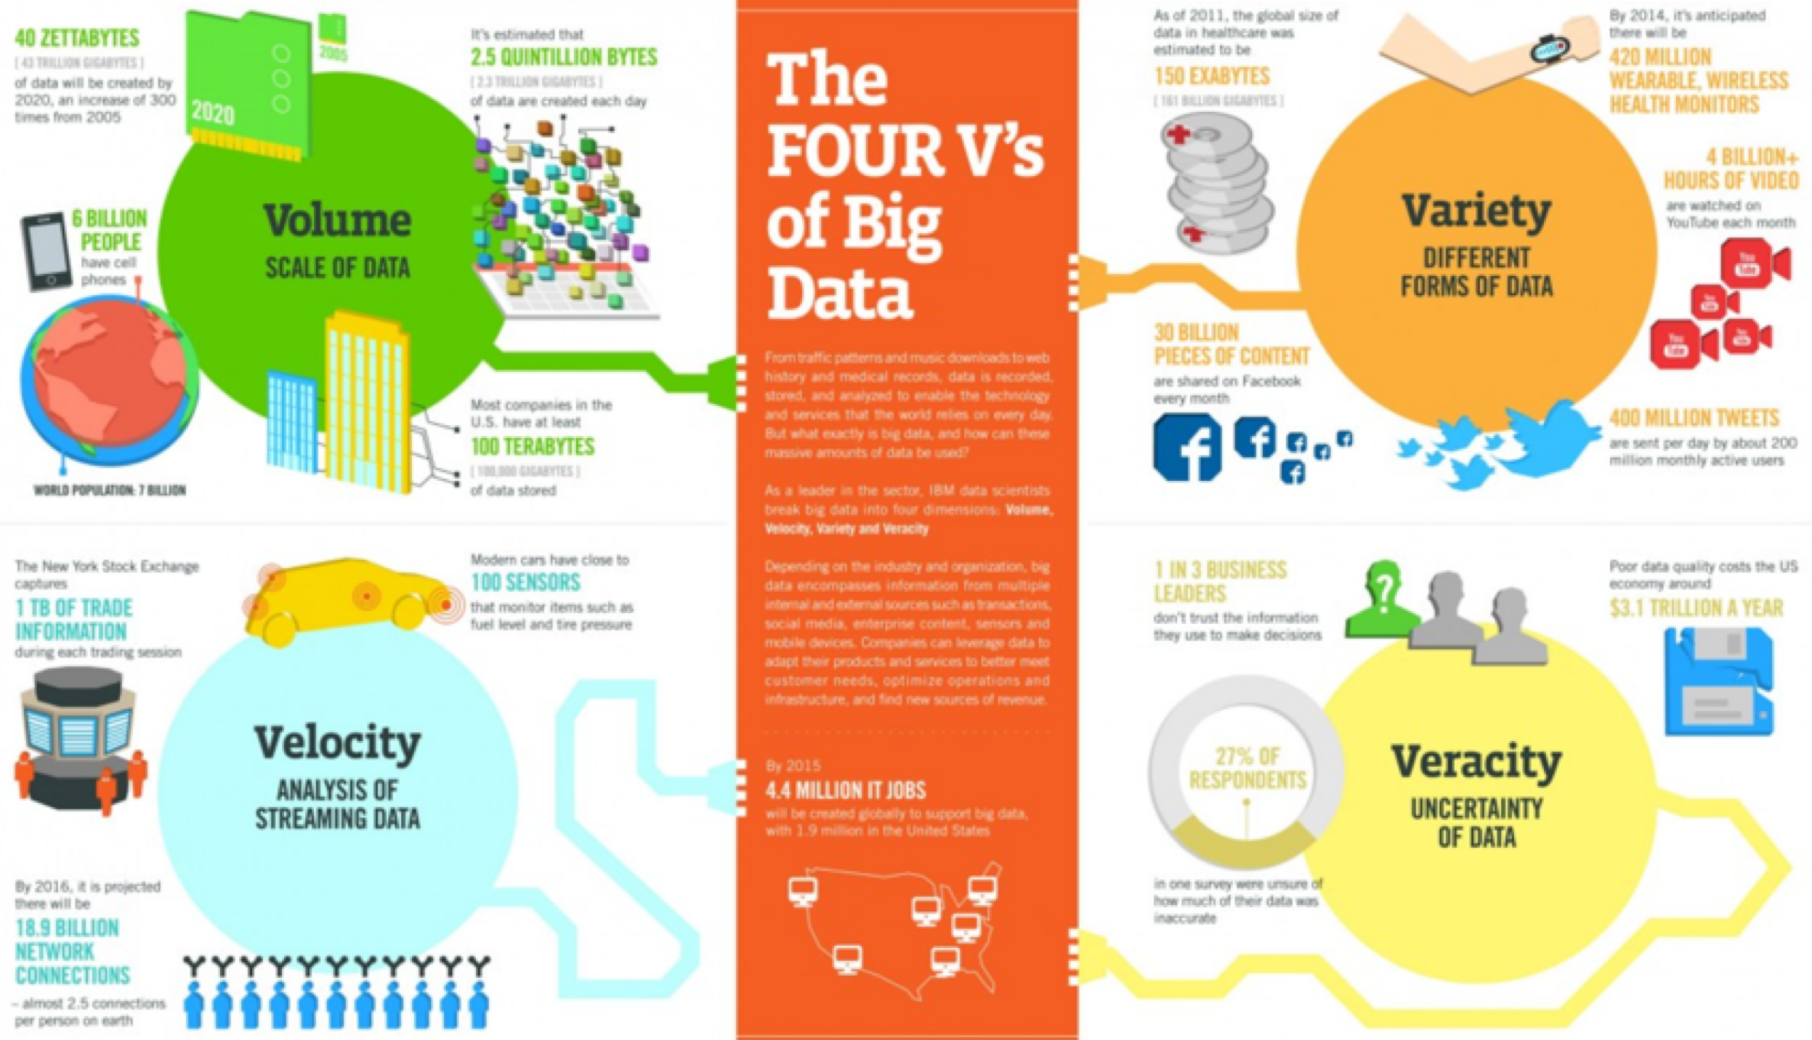 40 ZETTABYTES
[ 43 TRILLION GIGABYTES ]
of data will be created by
2020, an increase of 300
times from 2005
2020
2005
It's estimated that
2.5 QUINTILLION BYTES
[ 2.3 TRILLION GIGABYTES ]
of data are created each day
6 BILLION
PEOPLE
have cell
phones
WORLD POPULATION: 7 BILLION
Volume
SCALE OF DATA
Most companies in the
U.S. have at least
100 TERABYTES
[ 100,000 GIGABYTES ]
of data stored
The New York Stock Exchange
captures
1 TB OF TRADE
INFORMATION
during each trading session
Modern cars have close to
100 SENSORS
that monitor items such as
fuel level and tire pressure
Velocity
ANALYSIS OF
STREAMING DATA
By 2016, it is projected
there will be
18.9 BILLION
NETWORK
CONNECTIONS
– almost 2.5 connections
per person on earth
The
FOUR V's
of Big
Data
From traffic patterns and music downloads to web
history and medical records, data is recorded,
stored, and analyzed to enable the technology
and services that the world relies on every day.
But what exactly is big data, and how can these
massive amounts of data be used?
As a leader in the sector, IBM data scientists
break big data into four dimensions: Volume,
Velocity, Variety and Veracity
Depending on the industry and organization, big
data encompasses information from multiple
internal and external sources such as transactions,
social media, enterprise content, sensors and
mobile devices. Companies can leverage data to
adapt their products and services to better meet
customer needs, optimize operations and
infrastructure, and find new sources of revenue.
By 2015
4.4 MILLION IT JOBS
will be created globally to support big data,
with 1.9 million in the United States
As of 2011, the global size of
data in healthcare was
estimated to be
150 EXABYTES
[ 161 BILLION GIGABYTES ]
By 2014, it's anticipated
there will be
420 MILLION
WEARABLE, WIRELESS
HEALTH MONITORS
4 BILLION+
HOURS OF VIDEO
are watched on
YouTube each month
You
Tube
You
Tube
You
Tube
You
Tube
Variety
DIFFERENT
FORMS OF DATA
30 BILLION
PIECES OF CONTENT
are shared on Facebook
every month
400 MILLION TWEETS
are sent per day by about 200
million monthly active users
1 IN 3 BUSINESS
LEADERS
don't trust the information
they use to make decisions
?
Poor data quality costs the US
economy around
$3.1 TRILLION A YEAR
27% OF
RESPONDENTS
in one survey were unsure of
how much of their data was
inaccurate
Veracity
UNCERTAINTY
OF DATA